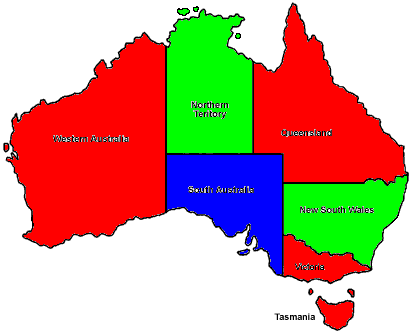 Northern
Territory
Western Australia
Queensland
South Australia
New South Wales
Victoria
Tasmania